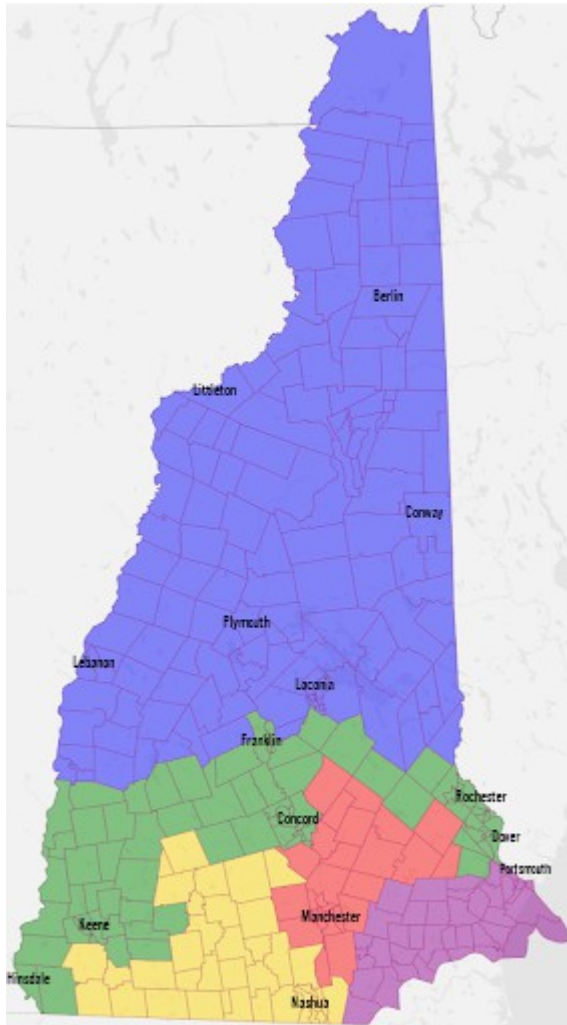 Berlin
Littleton
Conway
Plymouth
Lebanon
Laconia
Franklin
Rochester
Concord
Dover
Portsmouth
Manchester
Keene
Hinsdale
Nashua